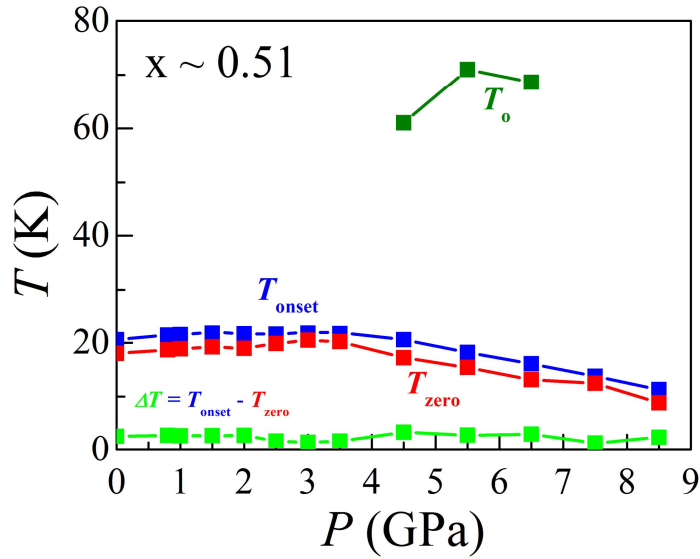 80
x ~ 0.51
T_o
60
T (K)
40
T_onset
20
T_zero
ΔT = T_onset - T_zero
0
0 1 2 3 4 5 6 7 8 9
P (GPa)